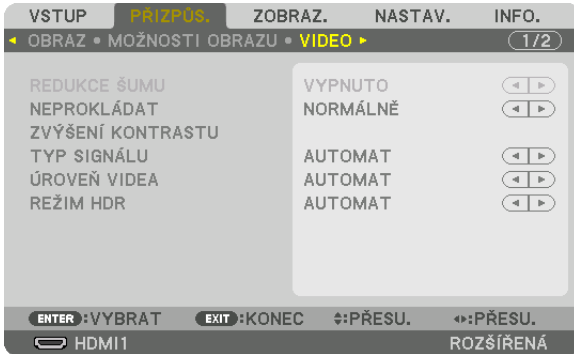 VSTUP PŘIZPŮS. ZOBRAZ. NASTAV. INFO.
OBRAZ • MOŽNOSTI OBRAZU • VIDEO 1/2
REDUKCE ŠUMU VYPNUTO
NEPROKLÁDAT NORMÁLNĚ
ZVÝŠENÍ KONTRASTU
TYP SIGNÁLU AUTOMAT
ÚROVEŇ VIDEA AUTOMAT
REŽIM HDR AUTOMAT
ENTER :VYBRAT EXIT :KONEC :PŘESU. :PŘESU.
HDMI1 ROZŠÍŘENÁ